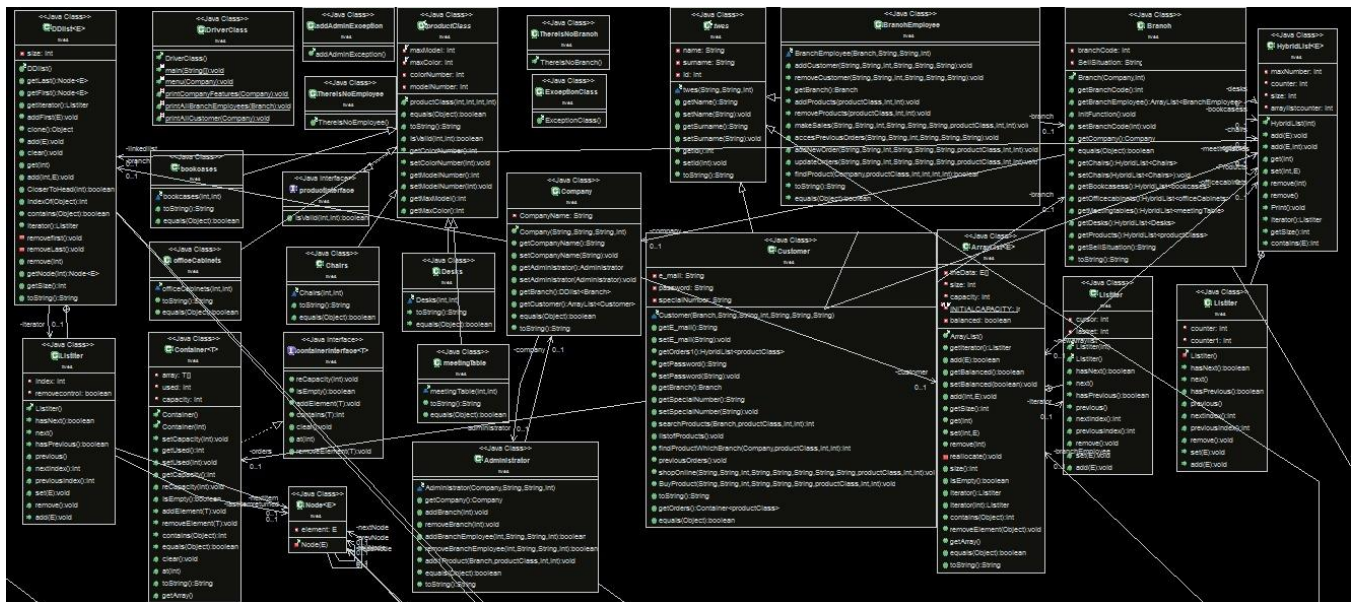 <<Java Class>>
DDlist<E>
size: int
DDlist()
getLast():Node<E>
getFirst():Node<E>
getIterator():ListIter
addFirst(E):void
clone():Object
add(E):void
clear():void
get(int)
add(int,E):void
CloserToHead(int):boolean
indexOf(Object):int
contains(Object):boolean
iterator():ListIter
removefirst():void
removeLast():void
remove(int)
getNode(int):Node<E>
getSize():int
toString():String
<<Java Class>>
DriverClass
DriverClass()
main(String[]):void
menu(Company):void
printCompanyFeatures(Company):void
printAllBranchEmployees(Branch):void
printAllCustomer(Company):void
<<Java Class>>
addAdminException
addAdminException()
<<Java Class>>
ThereIsNoEmployee
ThereIsNoEmployee()
<<Java Class>>
productClass
maxModel: int
maxColor: int
colorNumber: int
modelNumber: int
productClass(int,int,int,int)
equals(Object):boolean
toString():String
isValid(int,int):boolean
getColorNumber():int
setColorNumber(int):void
getModelNumber():int
setModelNumber(int):void
getMaxModel():int
getMaxColor():int
<<Java Class>>
ThereIsNoBranch
ThereIsNoBranch()
<<Java Class>>
ExceptionClass
ExceptionClass()
<<Java Class>>
name: String
surname: String
id: int
getName():String
setName(String):void
getSurname():String
setSurname(String):void
getId():int
setId(int):void
toString():String
<<Java Class>>
BranchEmployee
BranchEmployee(Branch,String,String,int)
addCustomer(String,String,int,String,String,String):void
removeCustomer(String,String,int,String,String,String):void
getBranch():Branch
addProducts(productClass,int,int):void
removeProducts(productClass,int,int):void
makeSales(String,String,int,String,String,String,productClass,int,int):void
accessPreviousOrders(String,String,int,String,String,String):void
addNewOrder(String,String,int,String,String,String,productClass,int,int):void
updateOrders(String,String,int,String,String,String,productClass,int,int):void
findProduct(Company,productClass,int,int,int,int):boolean
toString():String
equals(Object):boolean
<<Java Class>>
Branch
branchCode: int
SellSituation: String
Branch(Company,int)
getBranchCode():int
getBranchEmployee():ArrayList<BranchEmployee>
InitFunction():void
setBranchCode(int):void
getCompany():Company
equals(Object):boolean
getChairs():HybridList<Chairs>
setChairs(HybridList<Chairs>):void
getBookcasess():HybridList<bookcases>
getOfficecabinets():HybridList<officeCabinets>
getMeetingtables():HybridList<meetingTable>
getDesks():HybridList<Desks>
getProducts():HybridList<productClass>
getSellSituation():String
toString():String
<<Java Class>>
HybridList<E>
maxNumber: int
counter: int
size: int
arraylistcounter: int
HybridList(int)
add(E):void
add(E,int):void
get(int)
set(int,E)
remove(int)
remove()
Print():void
iterator():ListIter
getSize():int
contains(E):int
<<Java Class>>
bookcases
bookcases(int,int)
toString():String
equals(Object):boolean
<<Java Interface>>
productInterface
isValid(int,int):boolean
<<Java Class>>
officeCabinets
officeCabinets(int,int)
toString():String
equals(Object):boolean
<<Java Class>>
Chairs
Chairs(int,int)
toString():String
equals(Object):boolean
<<Java Class>>
Desks
Desks(int,int)
toString():String
equals(Object):boolean
<<Java Class>>
Company
CompanyName: String
Company(String,String,String,int)
getCompanyName():String
setCompanyName(String):void
getAdministrator():Administrator
setAdministrator(Administrator):void
getBranch():DDlist<Branch>
getCustomer():ArrayList<Customer>
equals(Object):boolean
toString():String
<<Java Class>>
Customer
e_mail: String
password: String
specialNumber: String
Customer(Branch,String,String,int,String,String,String)
getE_mail():String
setE_mail(String):void
getOrders1():HybridList<productClass>
getPassword():String
setPassword(String):void
getBranch():Branch
getSpecialNumber():String
setSpecialNumber(String):void
searchProducts(Branch,productClass,int,int):int
listofProducts():void
findProductWhichBranch(Company,productClass,int,int):void
previousOrders():void
shopOnline(String,String,int,String,String,String,String,productClass,int,int):vo
BuyProduct(String,String,int,String,String,String,productClass,int,int):void
toString():String
getOrders():Container<productClass>
equals(Object):boolean
<<Java Class>>
ArrayList<E>
theData: E[]
size: int
capacity: int
INITIALCAPACITY: i
balanced: boolean
ArrayList()
getIterator():ListIter
add(E):boolean
getBalanced():boolean
setBalanced(boolean):void
add(int,E):void
getSize():int
get(int)
set(int,E)
remove(int)
reallocate():void
size():int
isEmpty():boolean
iterator():ListIter
iterator(int):ListIter
contains(Object):int
removeElement(Object):void
getArray()
equals(Object):boolean
toString():String
<<Java Class>>
ListIter
cursor: int
lastret: int
ListIter(int)
ListIter()
hasNext():boolean
next()
hasPrevious():boolean
previous()
nextIndex():int
previousIndex():int
remove():void
set(E):void
add(E):void
<<Java Class>>
ListIter
counter: int
counter1: int
ListIter()
hasNext():boolean
next()
hasPrevious():boolean
previous()
nextIndex():int
previousIndex():int
remove():void
set(E):void
add(E):void
<<Java Class>>
ListIter
index: int
removecontrol: boolean
ListIter()
hasNext():boolean
next()
hasPrevious():boolean
previous()
nextIndex():int
previousIndex():int
set(E):void
remove():void
add(E):void
<<Java Class>>
Container<T>
array: T[]
used: int
capacity: int
Container()
Container(int)
setCapacity(int):void
getUsed():int
setUsed(int):void
getCapacity():int
reCapacity(int):void
isEmpty():boolean
addElement(T):void
removeElement(T):void
contains(Object):int
equals(Object):boolean
clear():void
at(int)
toString():String
getArray()
<<Java Interface>>
containerInterface<T>
reCapacity(int):void
isEmpty():boolean
addElement(T):void
contains(T):int
clear():void
at(int)
removeElement(T):void
<<Java Class>>
meetingTable
meetingTable(int,int)
toString():String
equals(Object):boolean
<<Java Class>>
Node<E>
element: E
Node(E)
<<Java Class>>
Administrator
Administrator(Company,String,String,int)
getCompany():Company
addBranch(int):void
removeBranch(int):void
addBranchEmployee(int,String,String,int):boolean
removeBranchEmployee(int,String,String,int):boolean
addProduct(Branch,productClass,int,int):void
equals(Object):boolean
toString():String
-linkedlist
0..1
-iterator
0..1
-orders
0..1
-nextNode
-company
0..1
-customer
0..1
-branch
0..1
-branchEmployee
0..1